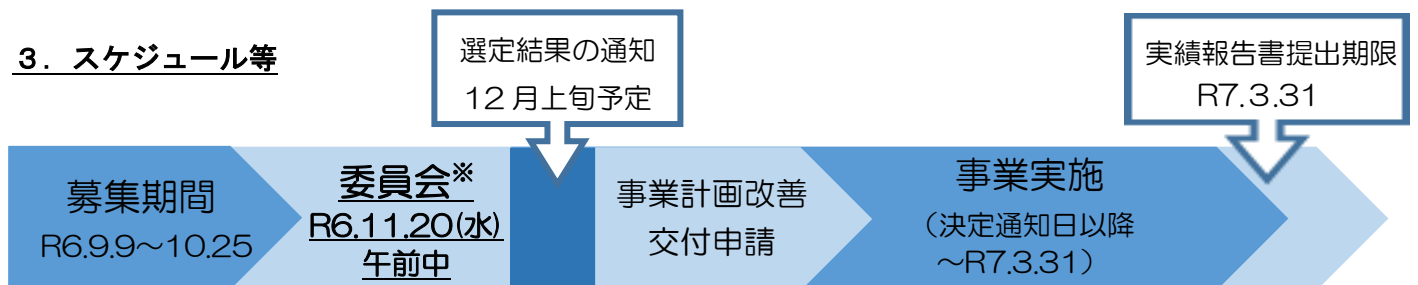 3．スケジュール等
選定結果の通知
12月上旬予定
実績報告書提出期限
R7.3.31
募集期間
R6.9.9～10.25
委員会※
R6.11.20(水)
午前中
事業計画改善
交付申請
事業実施
（決定通知日以降
～R7.3.31）